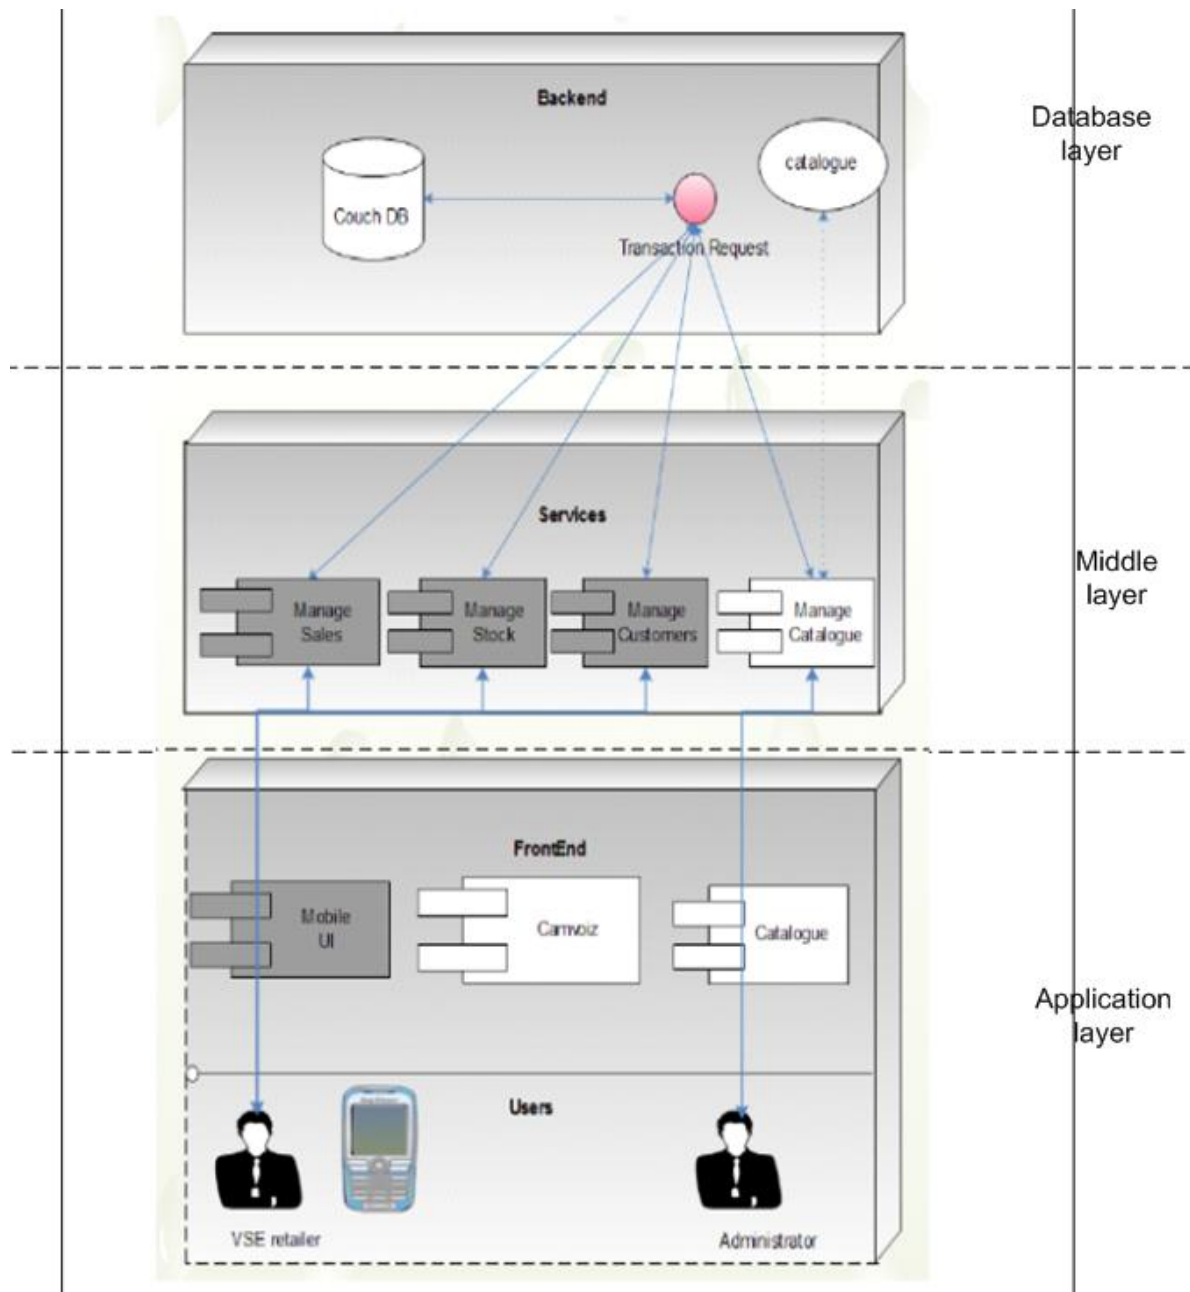 Backend
Database
layer
catalogue
Couch DB
Transaction Request
Services
Middle
layer
Manage
Sales
Manage
Stock
Manage
Customers
Manage
Catalogue
FrontEnd
Mobile
UI
Camvoiz
Catalogue
Application
layer
Users
VSE retailer
Administrator